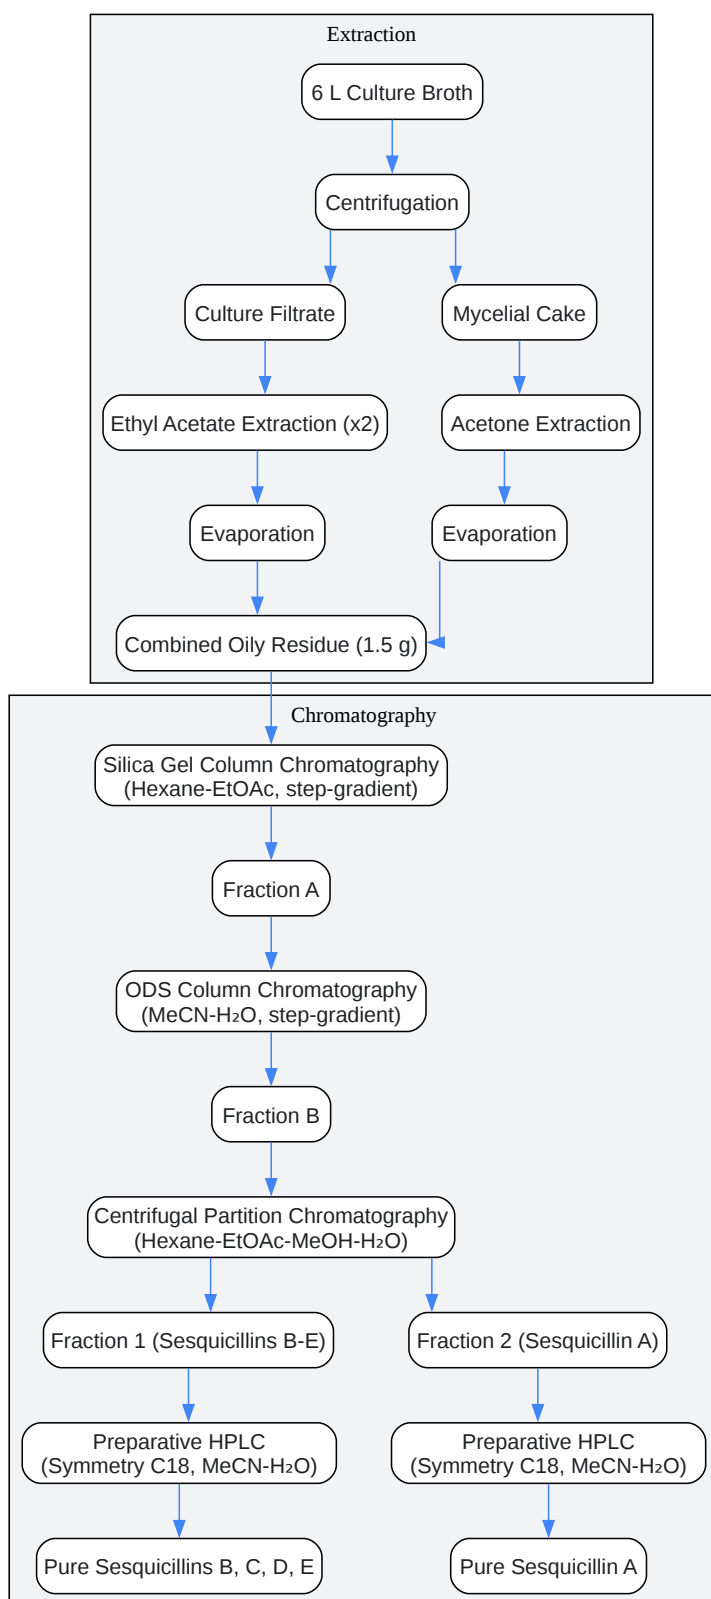 Extraction
6 L Culture Broth
Centrifugation
Culture Filtrate
Mycelial Cake
Ethyl Acetate Extraction (x2)
Acetone Extraction
Evaporation
Evaporation
Combined Oily Residue (1.5 g)
Chromatography
Silica Gel Column Chromatography
(Hexane-EtOAc, step-gradient)
Fraction A
ODS Column Chromatography
(MeCN-H₂O, step-gradient)
Fraction B
Centrifugal Partition Chromatography
(Hexane-EtOAc-MeOH-H₂O)
Fraction 1 (Sesquicillins B-E)
Fraction 2 (Sesquicillin A)
Preparative HPLC
(Symmetry C18, MeCN-H₂O)
Preparative HPLC
(Symmetry C18, MeCN-H₂O)
Pure Sesquicillins B, C, D, E
Pure Sesquicillin A